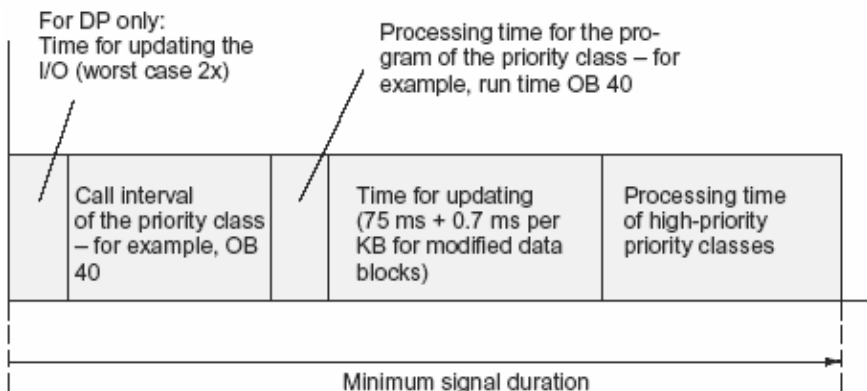 For DP only:
Time for updating the
I/O (worst case 2x)
Processing time for the pro-
gram of the priority class – for
example, run time OB 40
Call interval
of the priority class
– for example, OB
40
Time for updating
(75 ms + 0.7 ms per
KB for modified data
blocks)
Processing time
of high-priority
priority classes
Minimum signal duration